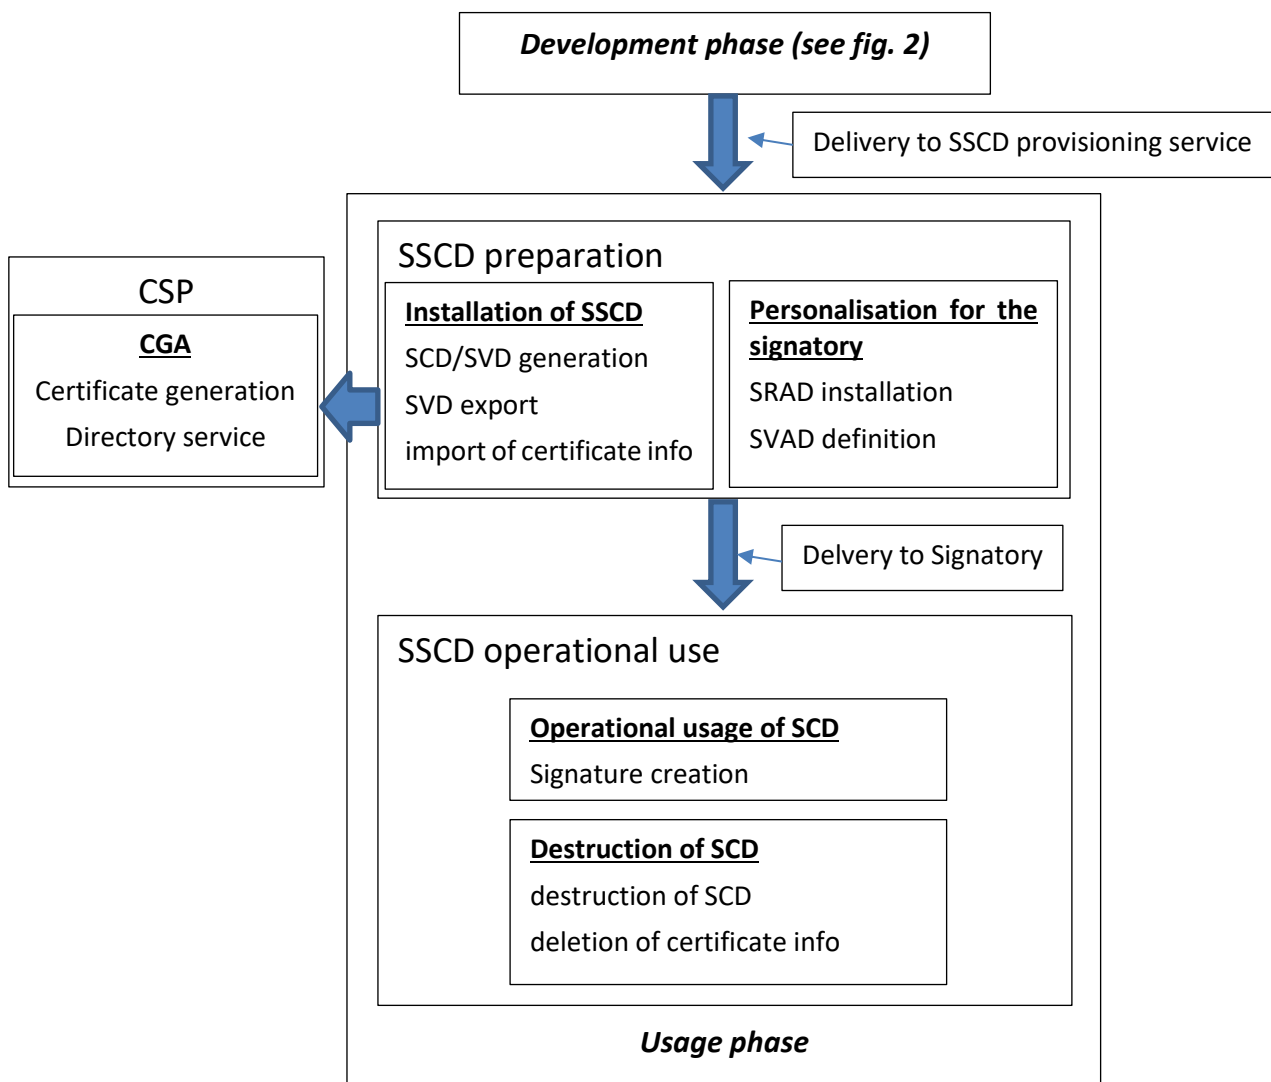 Development phase (see fig. 2)
Delivery to SSCD provisioning service
SSCD preparation
CSP
CGA
Certificate generation
Directory service
Installation of SSCD
SCD/SVD generation
SVD export
import of certificate info
Personalisation for the
signatory
SRAD installation
SVAD definition
Delvery to Signatory
SSCD operational use
Operational usage of SCD
Signature creation
Destruction of SCD
destruction of SCD
deletion of certificate info
Usage phase